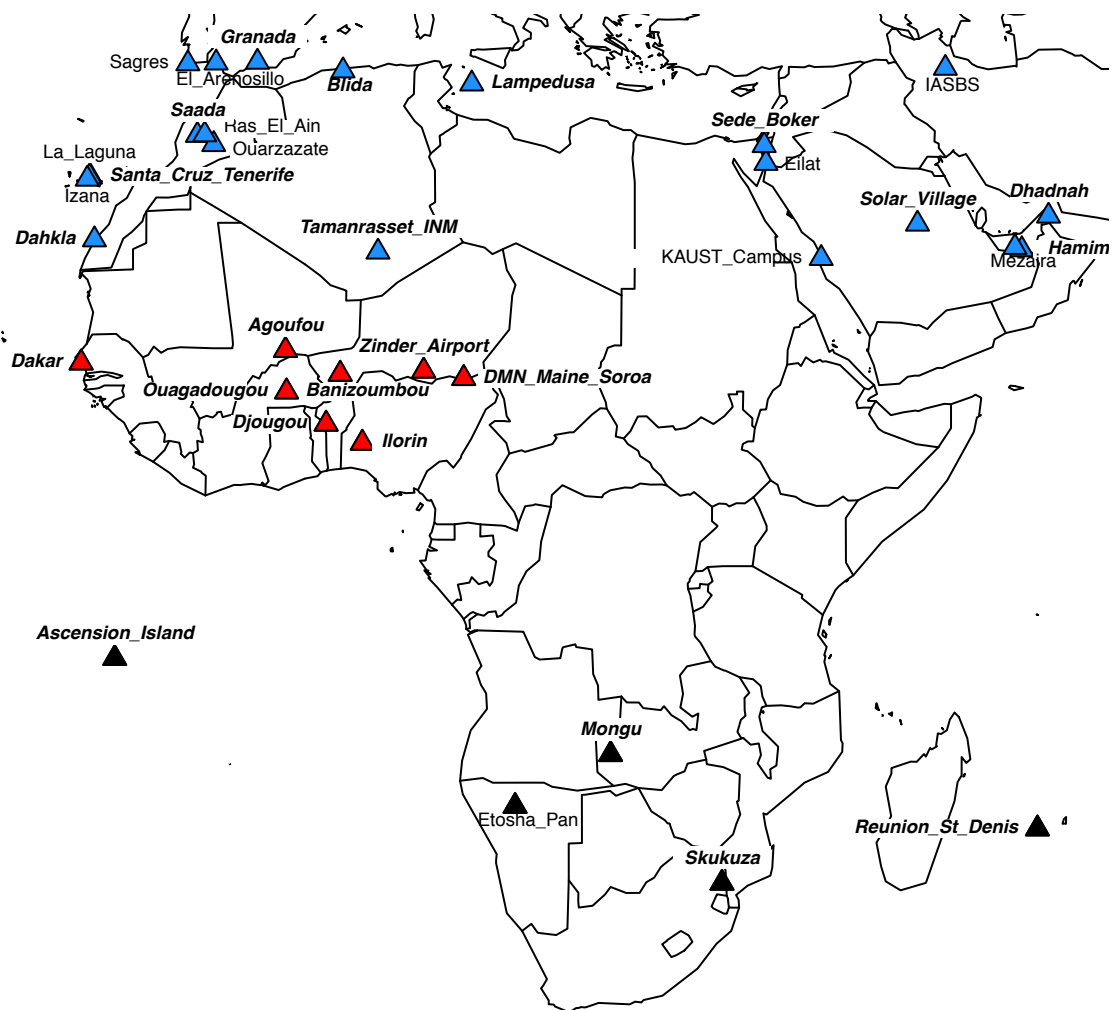 Granada
Sagres
El_Arenosillo
Blida
Lampedusa
IASBS
Saada
Ras_El_Ain
Ouarzazate
Sede_Boker
Eilat
La_Laguna
Santa_Cruz_Tenerife
Izana
Solar_Village
Dhadnah
Dahkla
Tamanrasset_INM
KAUST_Campus
Hamim
Mezaira
Agoufou
Zinder_Airport
Dakar
DMN_Maine_Soroa
Ouagadougou
Banizoumbou
Djougou
Ilorin
Ascension_Island
Mongu
Etosha_Pan
Reunion_St_Denis
Skukuza